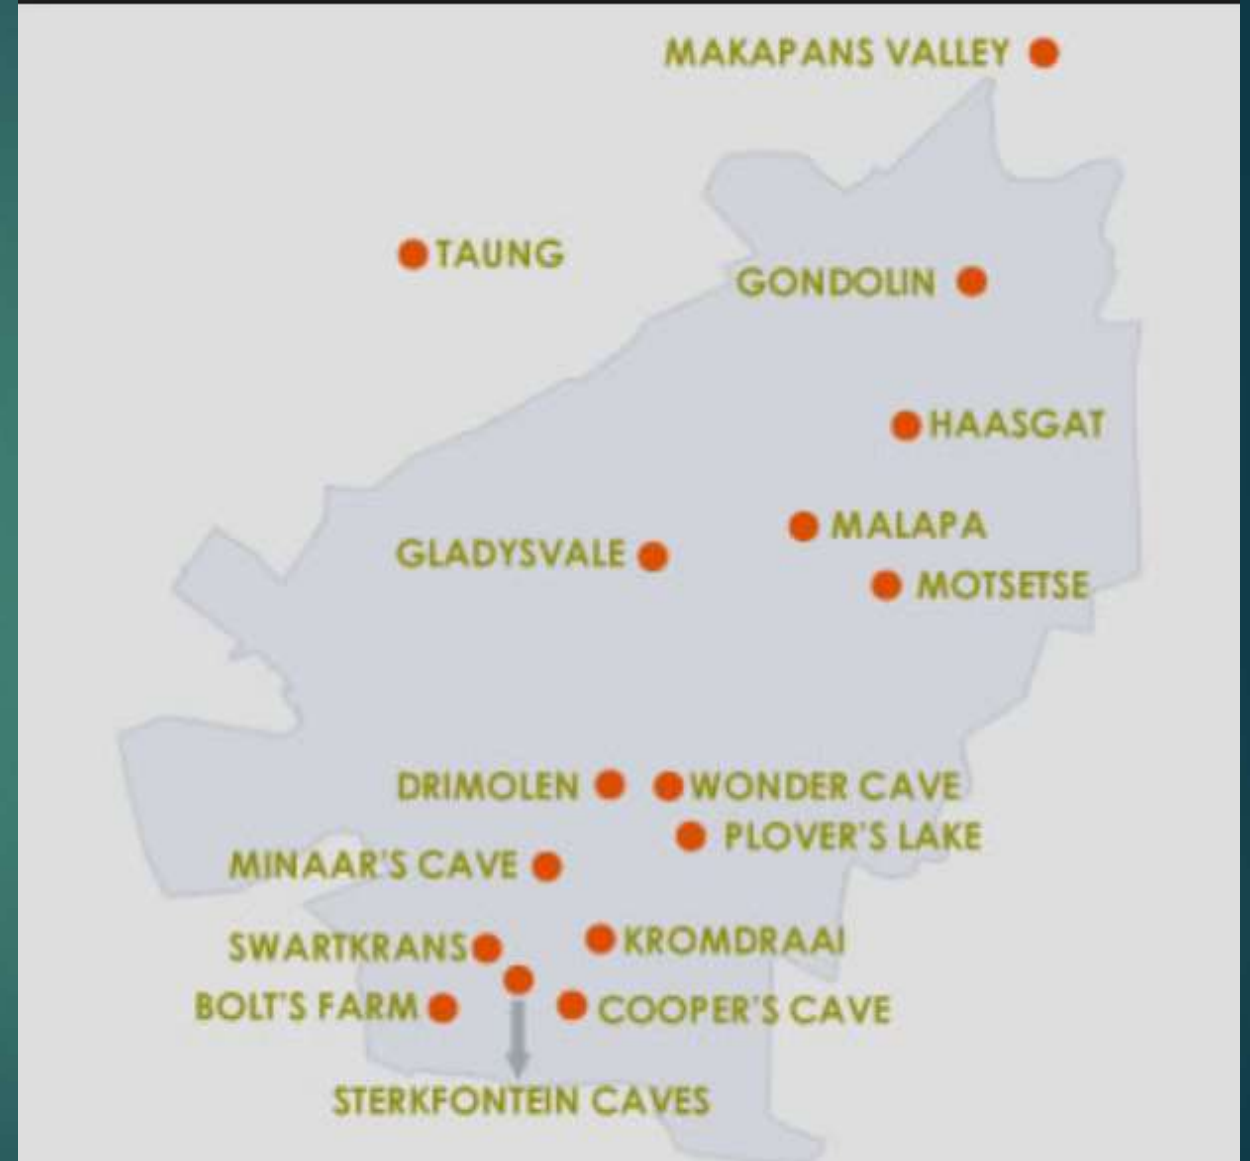 MAKAPANS VALLEY
TAUNG
GONDOLIN
HAASGAT
MALAPA
GLADYSVALE
MOTSETSE
DRIMOLEN
WONDER CAVE
PLOVER'S LAKE
MINAAR'S CAVE
SWARTKRANS
KROMDRAAI
BOLT'S FARM
COOPER'S CAVE
STERKFONTEIN CAVES